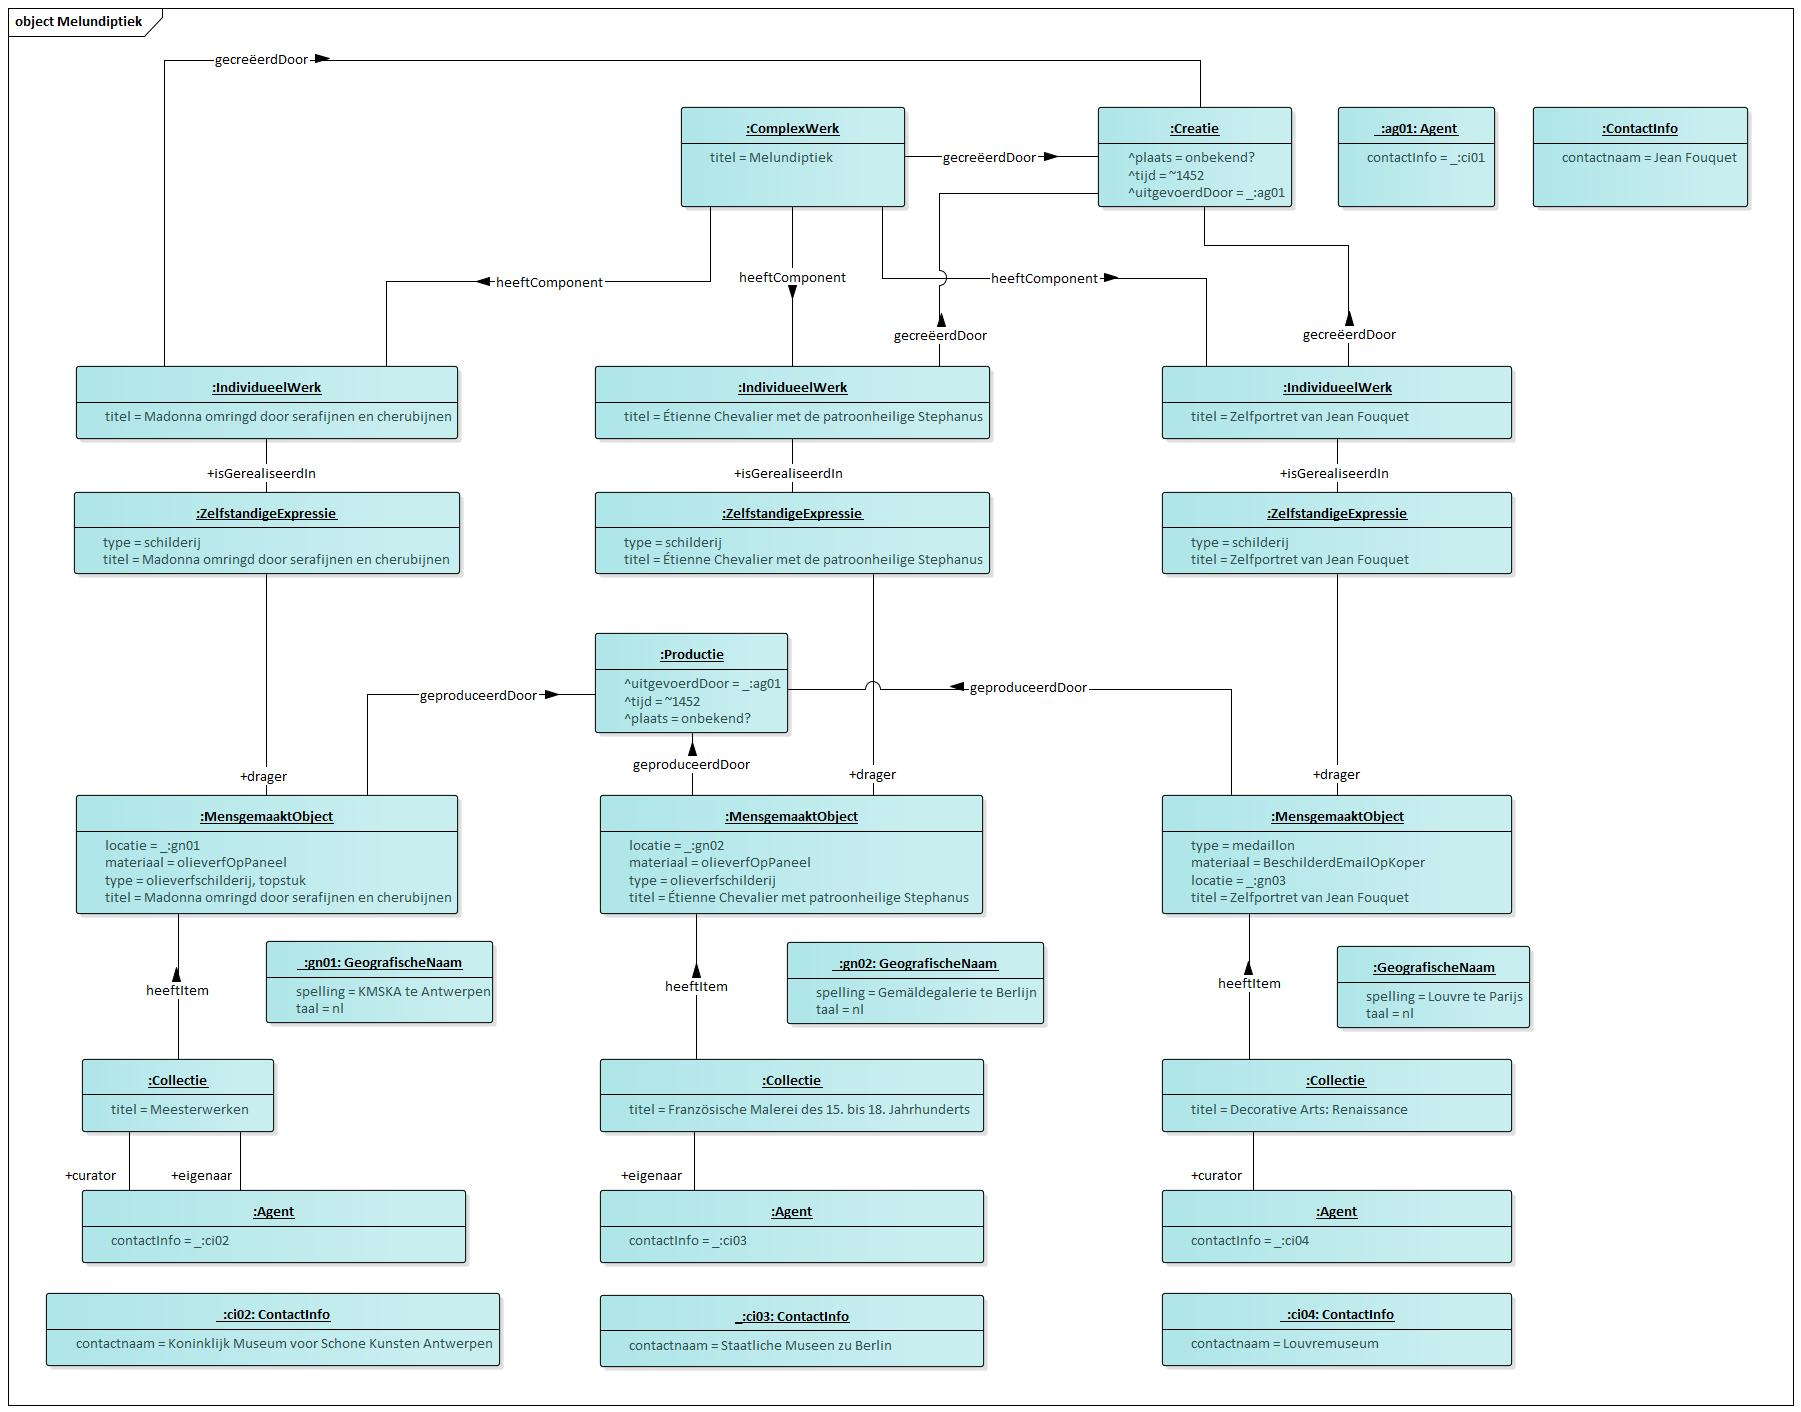 object Melundiptiek
gecreëerdDoor
:ComplexWerk
titel = Melundiptiek
gecreëerdDoor
:Creatie
^plaats = onbekend?
^tijd = ~1452
^uitgevoerdDoor = _:ag01
_:ag01: Agent
contactInfo = _:ci01
:ContactInfo
contactnaam = Jean Fouquet
heeftComponent
heeftComponent
heeftComponent
gecreëerdDoor
gecreëerdDoor
:IndividueelWerk
titel = Madonna omringd door serafijnen en cherubijnen
:IndividueelWerk
titel = Étienne Chevalier met de patroonheilige Stephanus
:IndividueelWerk
titel = Zelfportret van Jean Fouquet
+isGerealiseerdIn
+isGerealiseerdIn
+isGerealiseerdIn
:ZelfstandigeExpressie
type = schilderij
titel = Madonna omringd door serafijnen en cherubijnen
:ZelfstandigeExpressie
type = schilderij
titel = Étienne Chevalier met de patroonheilige Stephanus
:ZelfstandigeExpressie
type = schilderij
titel = Zelfportret van Jean Fouquet
:Productie
^uitgevoerdDoor = _:ag01
^tijd = ~1452
^plaats = onbekend?
geproduceerdDoor
geproduceerdDoor
geproduceerdDoor
+drager
+drager
+drager
:MensgemaaktObject
locatie = _:gn01
materiaal = olieverfOpPaneel
type = olieverfschilderij, topstuk
titel = Madonna omringd door serafijnen en cherubijnen
:MensgemaaktObject
locatie = _:gn02
materiaal = olieverfOpPaneel
type = olieverfschilderij
titel = Étienne Chevalier met patroonheilige Stephanus
:MensgemaaktObject
type = medaillon
materiaal = BeschilderdEmailOpKoper
locatie = _:gn03
titel = Zelfportret van Jean Fouquet
heeftItem
_:gn01: GeografischeNaam
spelling = KMSKA te Antwerpen
taal = nl
heeftItem
_:gn02: GeografischeNaam
spelling = Gemäldegalerie te Berlijn
taal = nl
heeftItem
:GeografischeNaam
spelling = Louvre te Parijs
taal = nl
:Collectie
titel = Meesterwerken
:Collectie
titel = Französische Malerei des 15. bis 18. Jahrhunderts
:Collectie
titel = Decorative Arts: Renaissance
+curator
+eigenaar
+eigenaar
+curator
:Agent
contactInfo = _:ci02
:Agent
contactInfo = _:ci03
:Agent
contactInfo = _:ci04
_:ci02: ContactInfo
contactnaam = Koninklijk Museum voor Schone Kunsten Antwerpen
_:ci03: ContactInfo
contactnaam = Staatliche Museen zu Berlin
_:ci04: ContactInfo
contactnaam = Louvremuseum